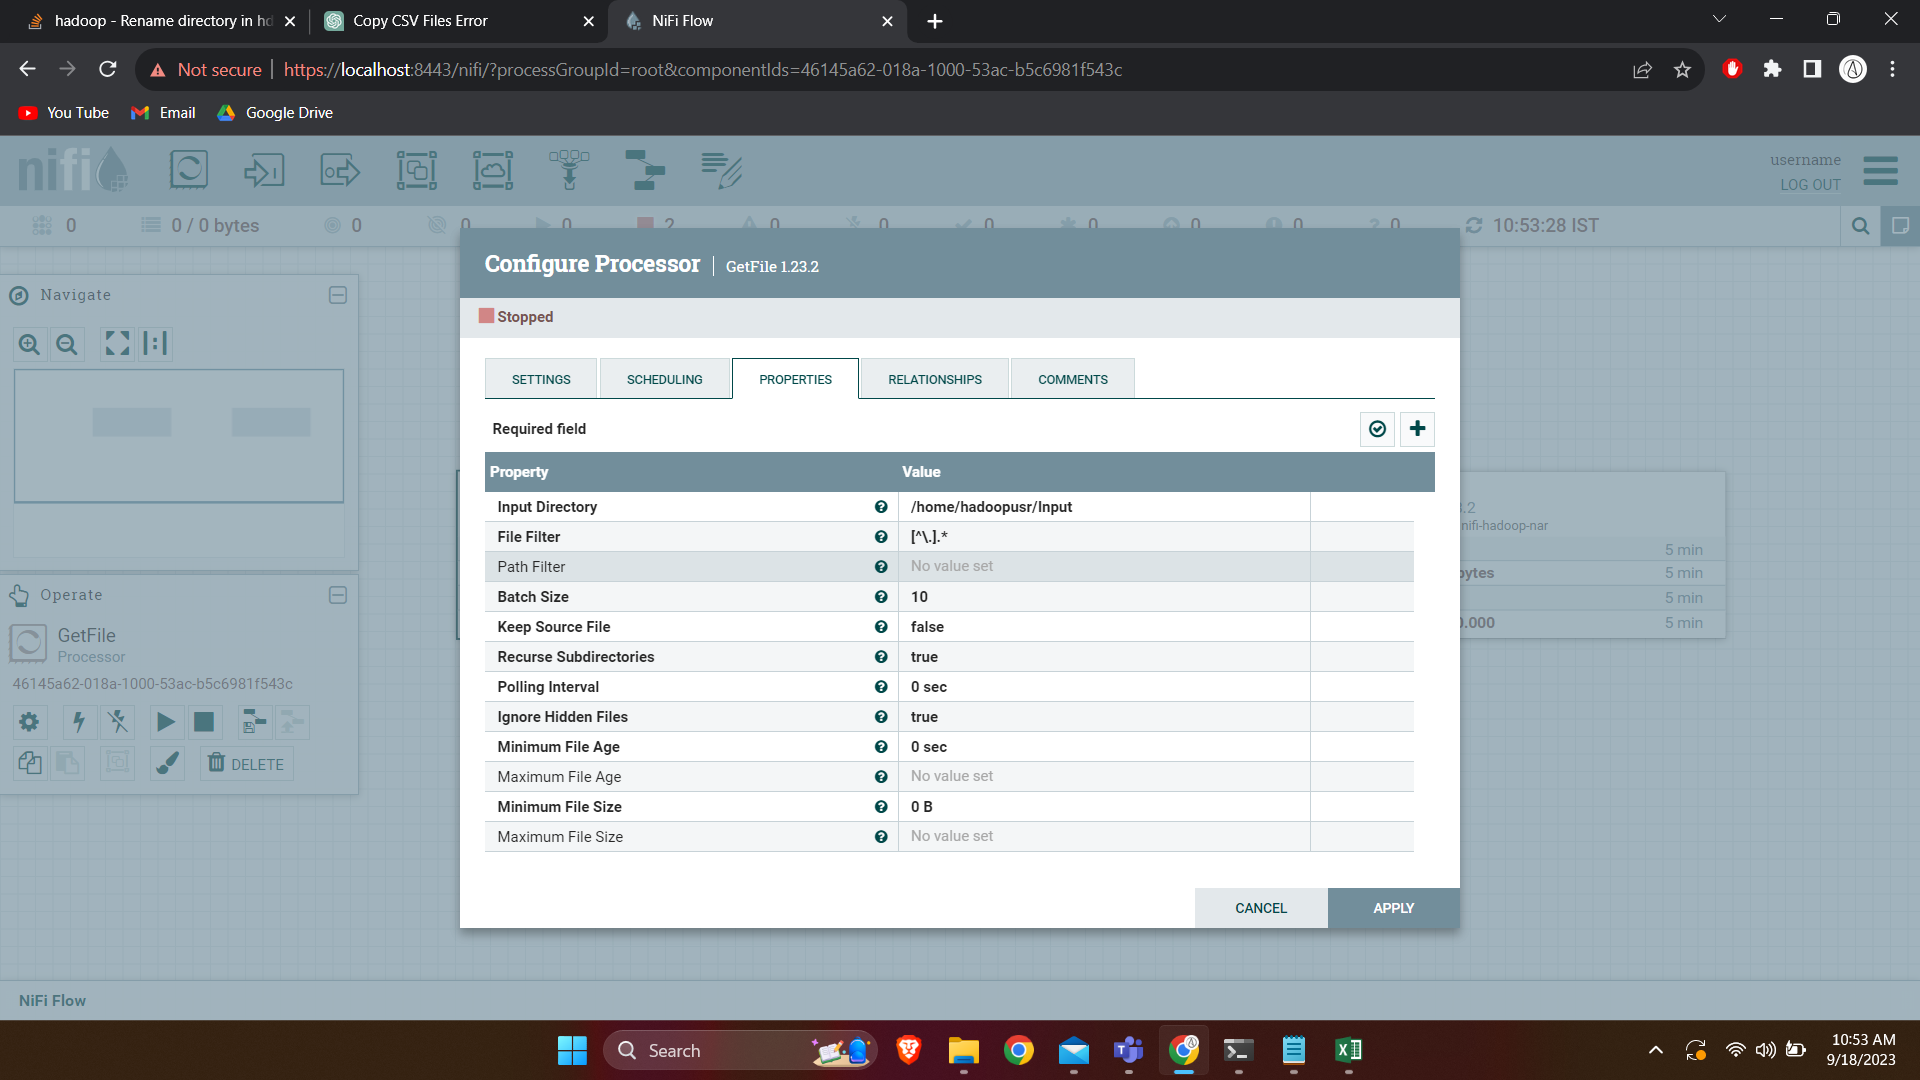 hadoop - Rename directory in hd
Copy CSV Files Error
NiFi Flow
Not secure
https://localhost:8443/nifi/?processGroupId=root&componentIds=46145a62-018a-1000-53ac-b5c6981f543c
You Tube
Email
Google Drive
nifi
username
LOG OUT
0
0 / 0 bytes
0
0
0
2
0
0
0
0
0
0
0
10:53:28 IST
Configure Processor
GetFile 1.23.2
Stopped
Navigate
SETTINGS
SCHEDULING
PROPERTIES
RELATIONSHIPS
COMMENTS
Required field
Property
Value
Input Directory
/home/hadoopusr/Input
File Filter
[^\.].*
Path Filter
No value set
Batch Size
10
Keep Source File
false
Recurse Subdirectories
true
Polling Interval
0 sec
Ignore Hidden Files
true
Minimum File Age
0 sec
Maximum File Age
No value set
Minimum File Size
0 B
Maximum File Size
No value set
CANCEL
APPLY
nifi-hadoop-nar
5 min
5 min
5 min
5 min
Operate
GetFile
Processor
46145a62-018a-1000-53ac-b5c6981f543c
DELETE
NiFi Flow
Search
10:53 AM
9/18/2023